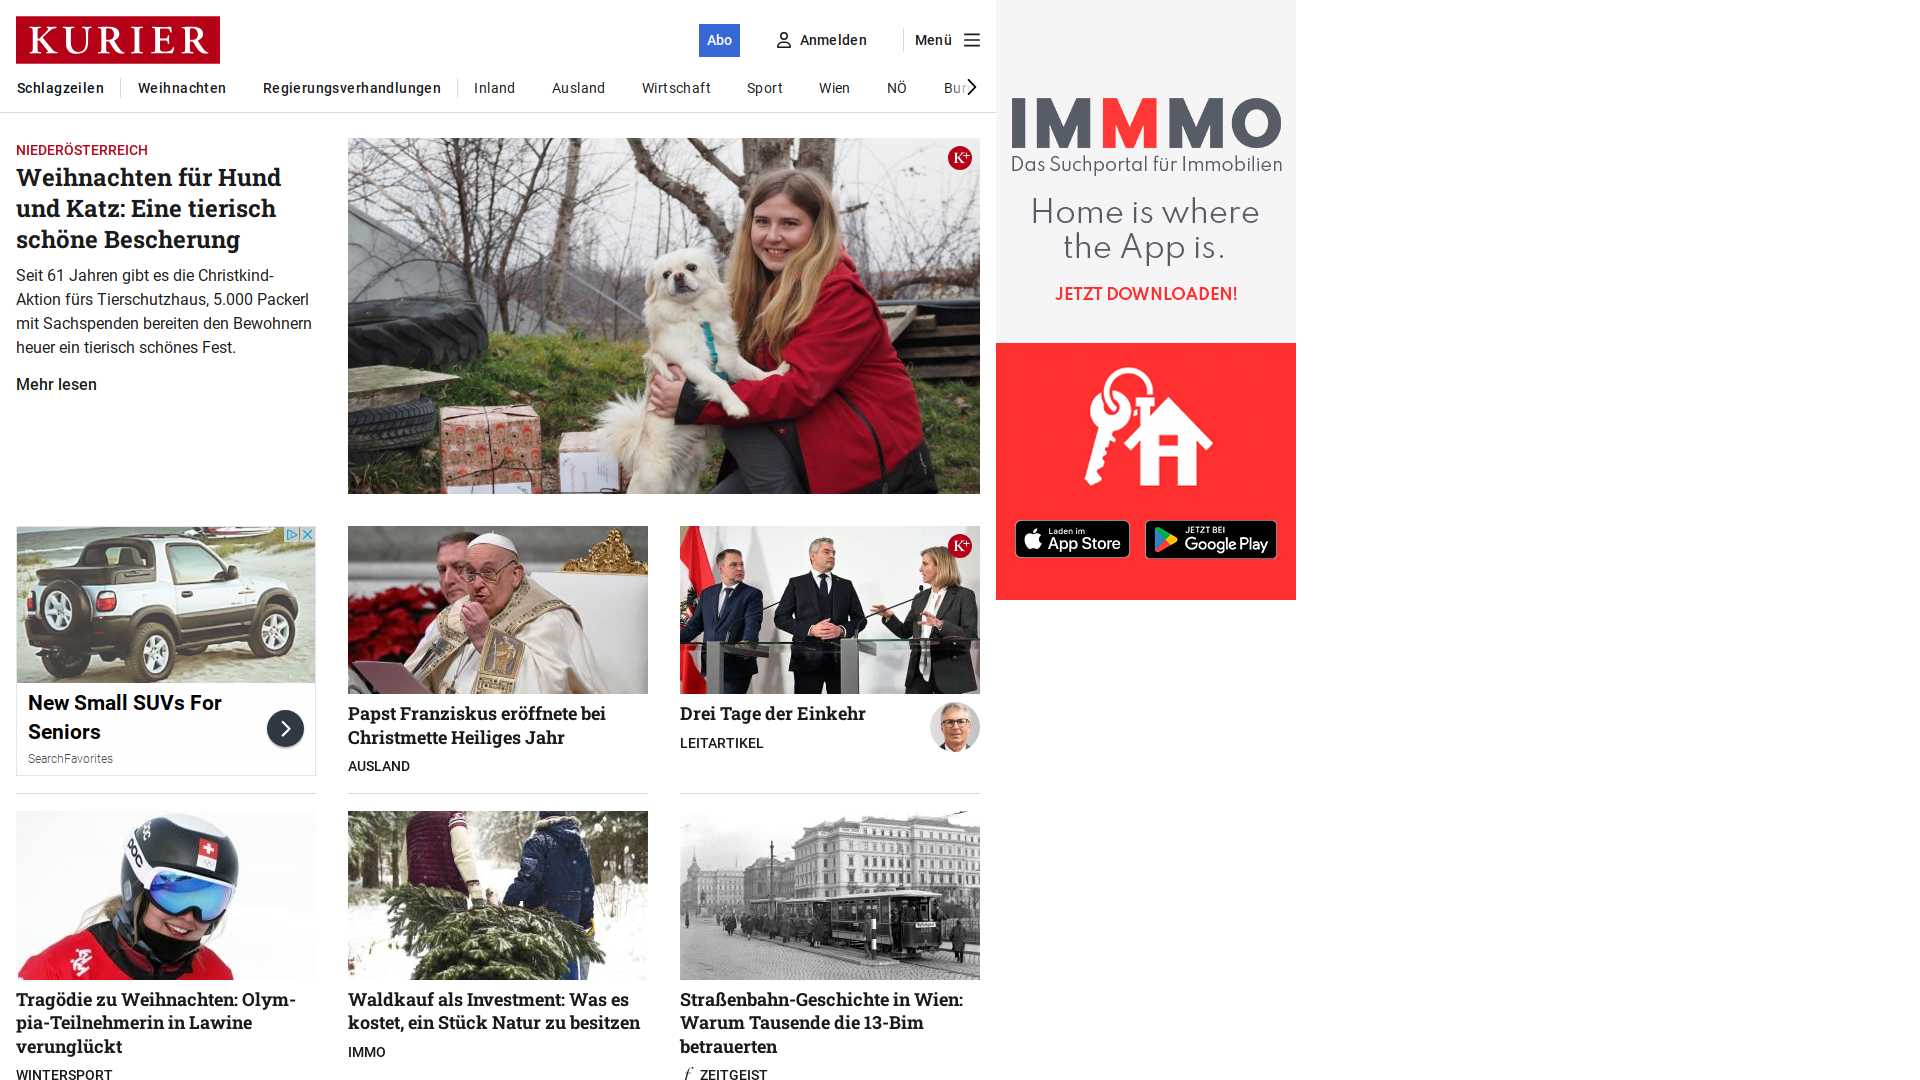 KURIER
Abo
Anmelden
Menü
Schlagzeilen
Weihnachten
Regierungsverhandlungen
Inland
Ausland
Wirtschaft
Sport
Wien
NÖ
Bur
NIEDERÖSTERREICH
Weihnachten für Hund
und Katz: Eine tierisch
schöne Bescherung
Seit 61 Jahren gibt es die Christkind-
Aktion fürs Tierschutzhaus, 5.000 Packerl
mit Sachspenden bereiten den Bewohnern
heuer ein tierisch schönes Fest.
Mehr lesen
K+
New Small SUVs For
Seniors
SearchFavorites
Papst Franziskus eröffnete bei
Christmette Heiliges Jahr
AUSLAND
K+
Drei Tage der Einkehr
LEITARTIKEL
POC
Tragödie zu Weihnachten: Olym-
pia-Teilnehmerin in Lawine
verunglückt
WINTERSPORT
Waldkauf als Investment: Was es
kostet, ein Stück Natur zu besitzen
IMMO
Straßenbahn-Geschichte in Wien:
Warum Tausende die 13-Bim
betrauerten
f ZEITGEIST
IMMMO
Das Suchportal für Immobilien
Home is where
the App is.
JETZT DOWNLOADEN!
Laden im
App Store
JETZT BEI
Google Play